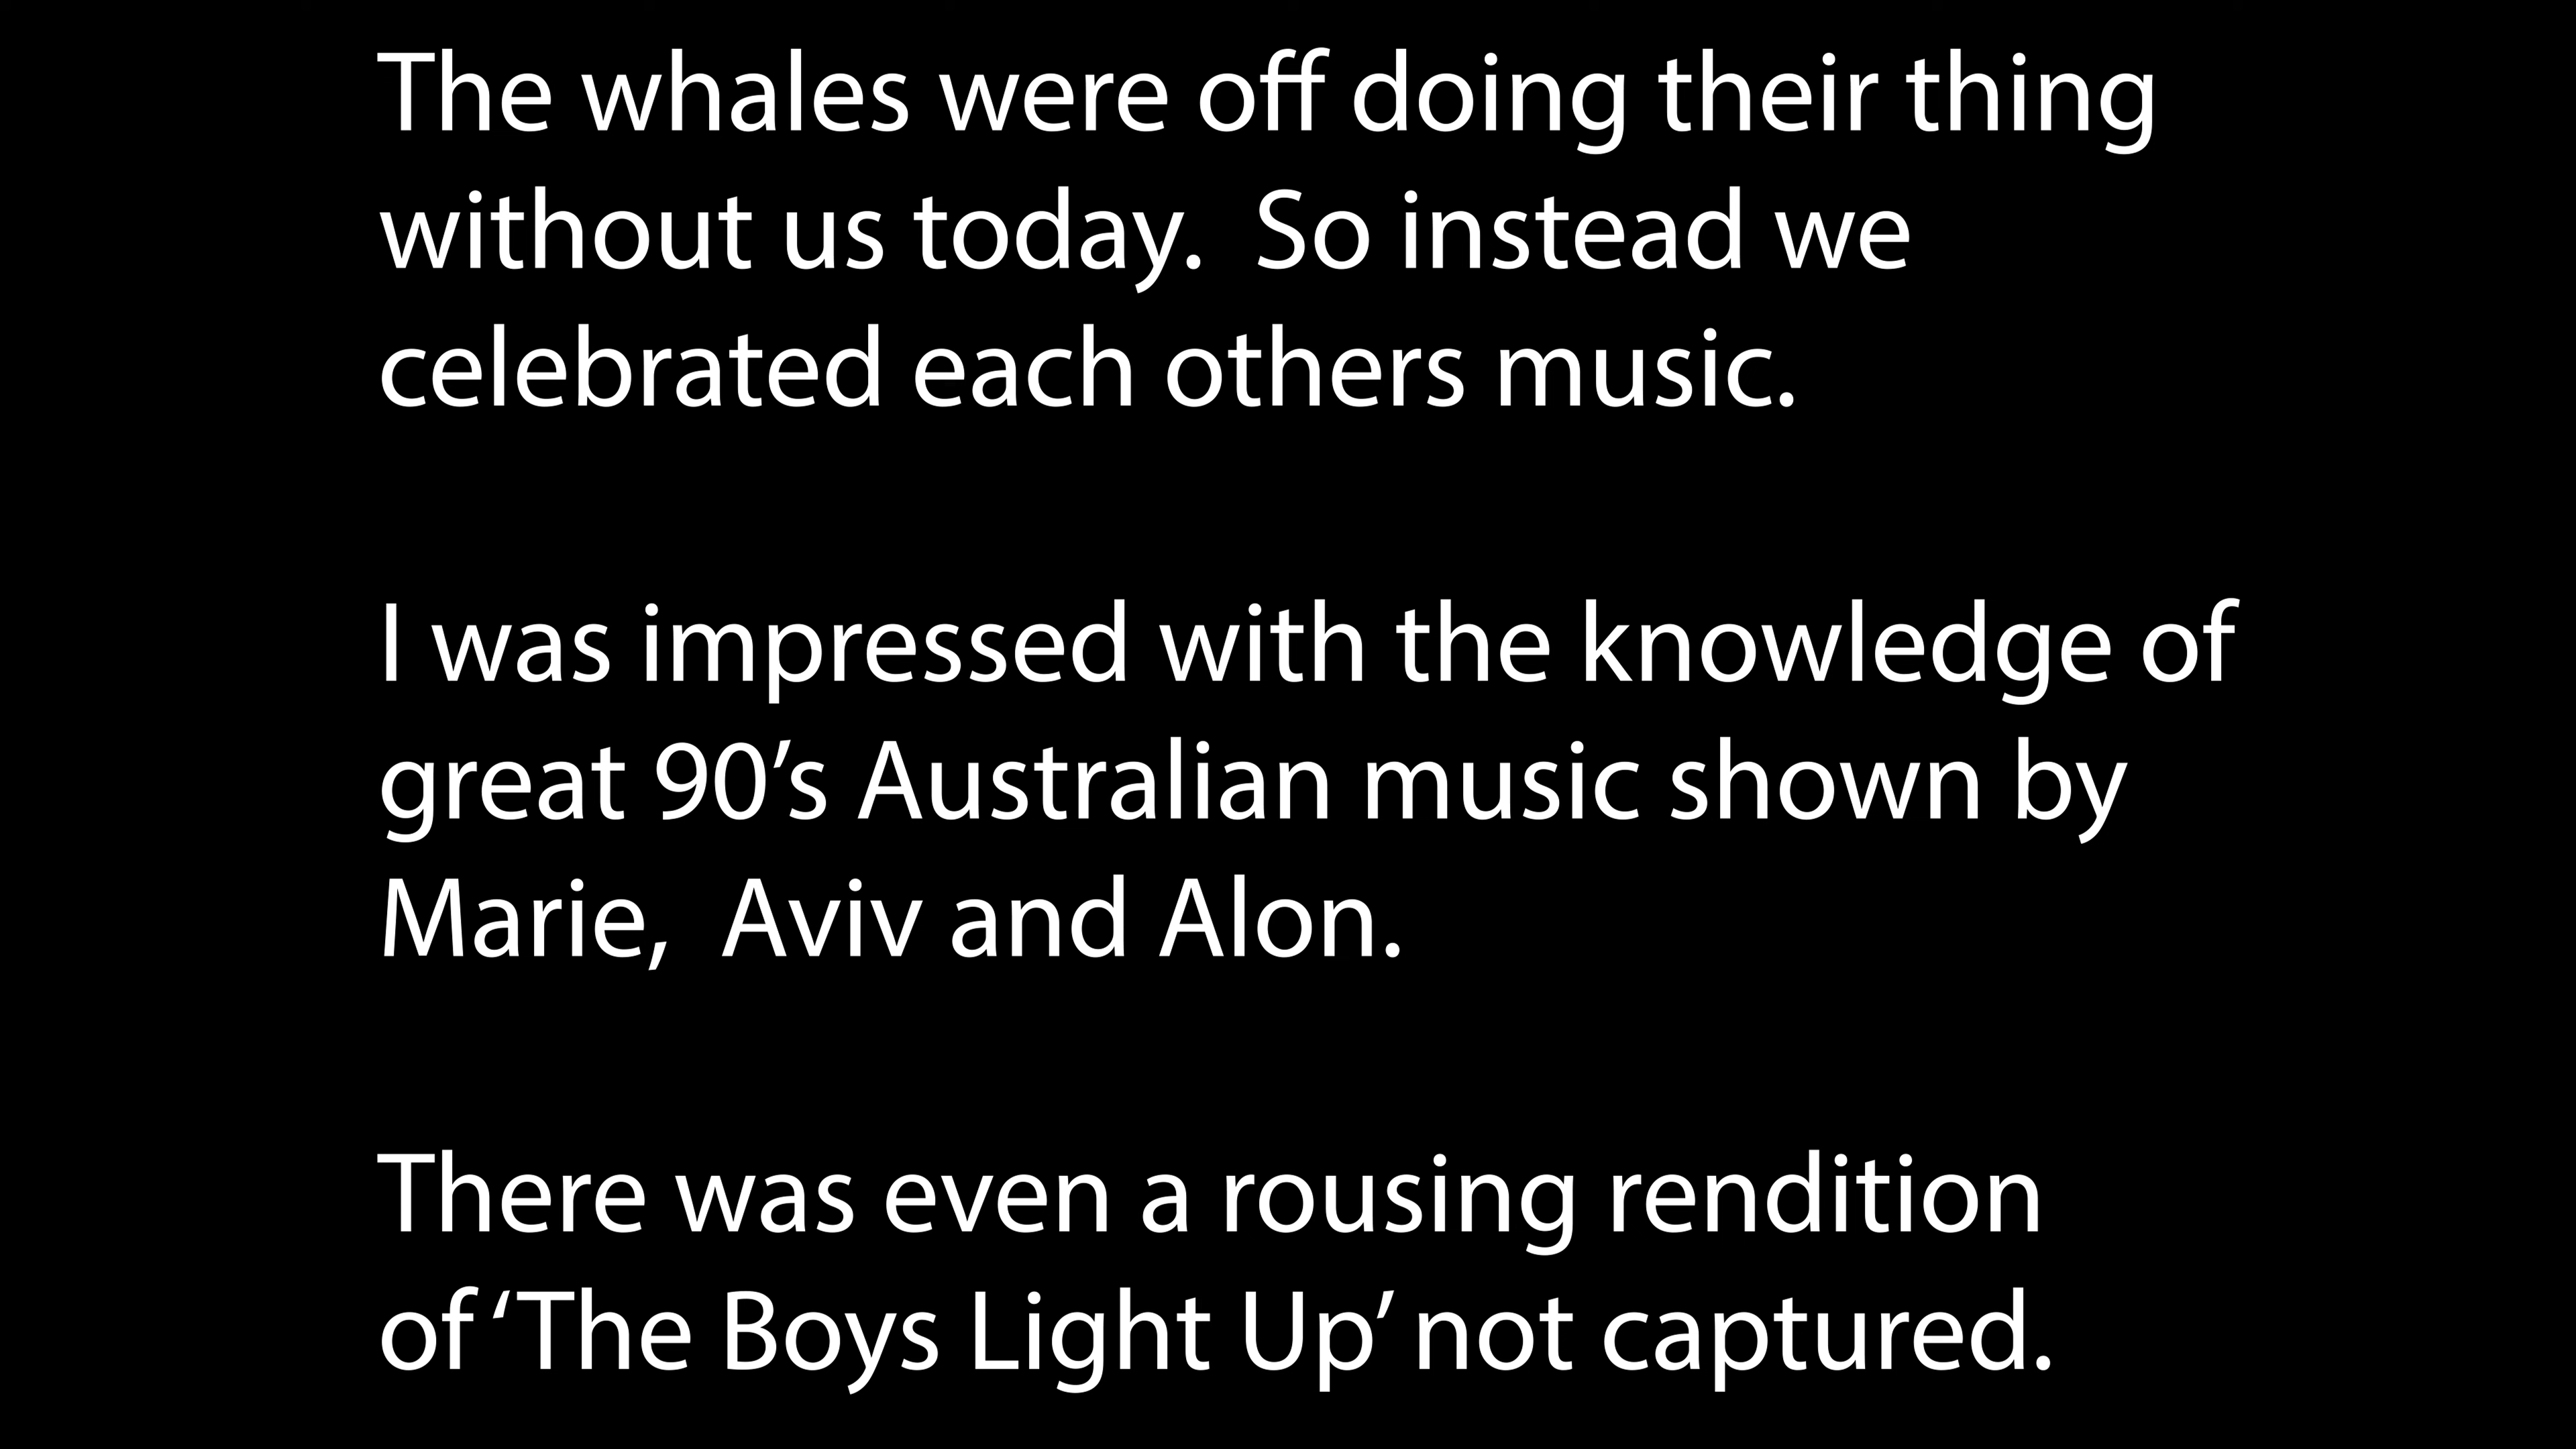 The whales were off doing their thing
without us today.  So instead we
celebrated each others music.
I was impressed with the knowledge of
great 90’s Australian music shown by
Marie,  Aviv and Alon.
There was even a rousing rendition
of ‘The Boys Light Up’ not captured.